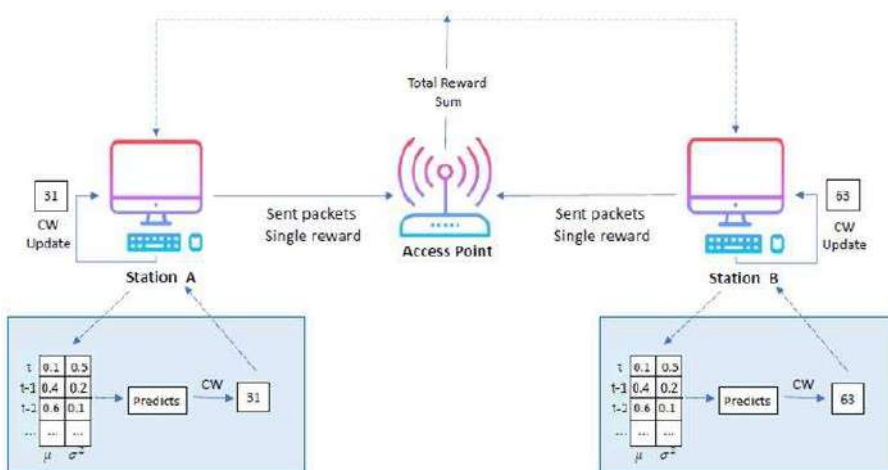 Total Reward
Sum
31
CW
Update
Sent packets
Single reward
Access Point
Sent packets
Single reward
63
CW
Update
Station A
Station B
t 0.1 0.5
t-1 0.4 0.2
t-2 0.6 0.1
... ... ...
μ σ²
Predicts
CW
31
t 0.1 0.5
t-1 0.4 0.2
t-2 0.6 0.1
... ... ...
μ σ²
Predicts
CW
63